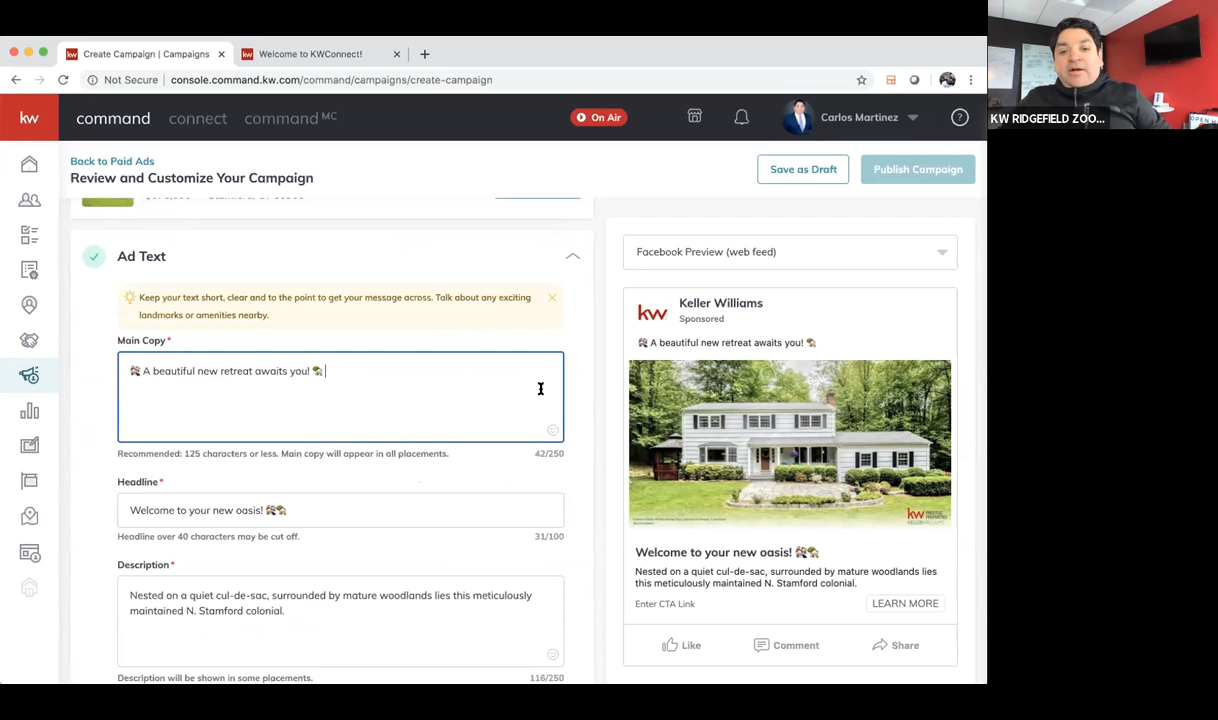 Create Campaign | Campaigns
Welcome to KWConnect!
Not Secure
console.command.kw.com/command/campaigns/create-campaign
KW RIDGEFIELD ZOO...
kw
command
connect
command MC
On Air
Carlos Martinez
?
Back to Paid Ads
Review and Customize Your Campaign
Save as Draft
Publish Campaign
Ad Text
Keep your text short, clear and to the point to get your message across. Talk about any exciting
landmarks or amenities nearby.
Main Copy*
A beautiful new retreat awaits you!
Recommended: 125 characters or less. Main copy will appear in all placements.
42/250
Headline*
Welcome to your new oasis!
Headline over 40 characters may be cut off.
31/100
Description*
Nested on a quiet cul-de-sac, surrounded by mature woodlands lies this meticulously
maintained N. Stamford colonial.
Description will be shown in some placements.
116/250
Facebook Preview (web feed)
kw
Keller Williams
Sponsored
A beautiful new retreat awaits you!
kw PRESTIGE
PROPERTIES
KELLERWILLIAMS.
Welcome to your new oasis!
Nested on a quiet cul-de-sac, surrounded by mature woodlands lies
this meticulously maintained N. Stamford colonial.
Enter CTA Link
LEARN MORE
Like
Comment
Share